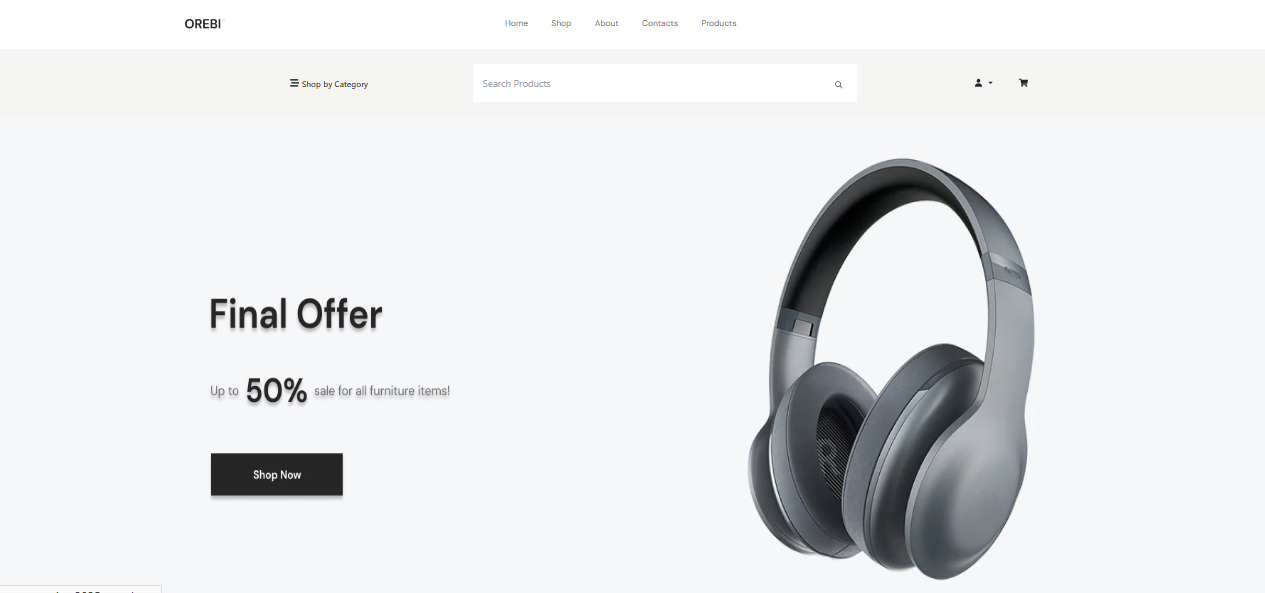 OREBI
Home Shop About Contacts Products
Shop by Category
Search Products
Final Offer
Up to 50% sale for all furniture items!
Shop Now